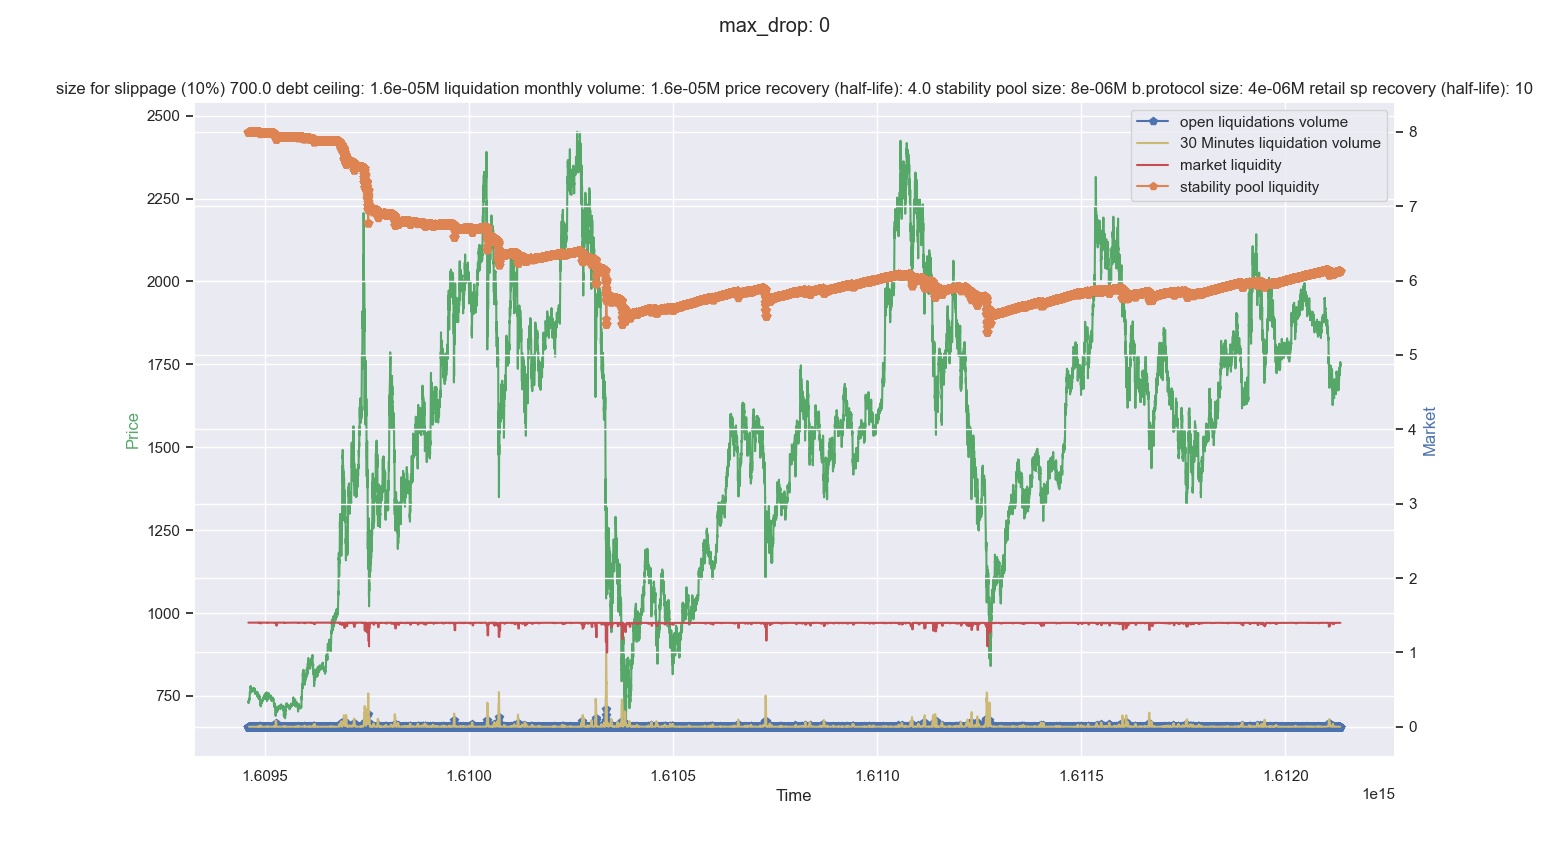 max_drop: 0
size for slippage (10%) 700.0 debt ceiling: 1.6e-05M liquidation monthly volume: 1.6e-05M price recovery (half-life): 4.0 stability pool size: 8e-06M b.protocol size: 4e-06M retail sp recovery (half-life): 10
open liquidations volume
30 Minutes liquidation volume
market liquidity
stability pool liquidity
2500
2250
2000
1750
1500
1250
1000
750
Price
8
7
6
5
4
3
2
1
0
Market
1.6095 1.6100 1.6105 1.6110 1.6115 1.6120
Time
1e15